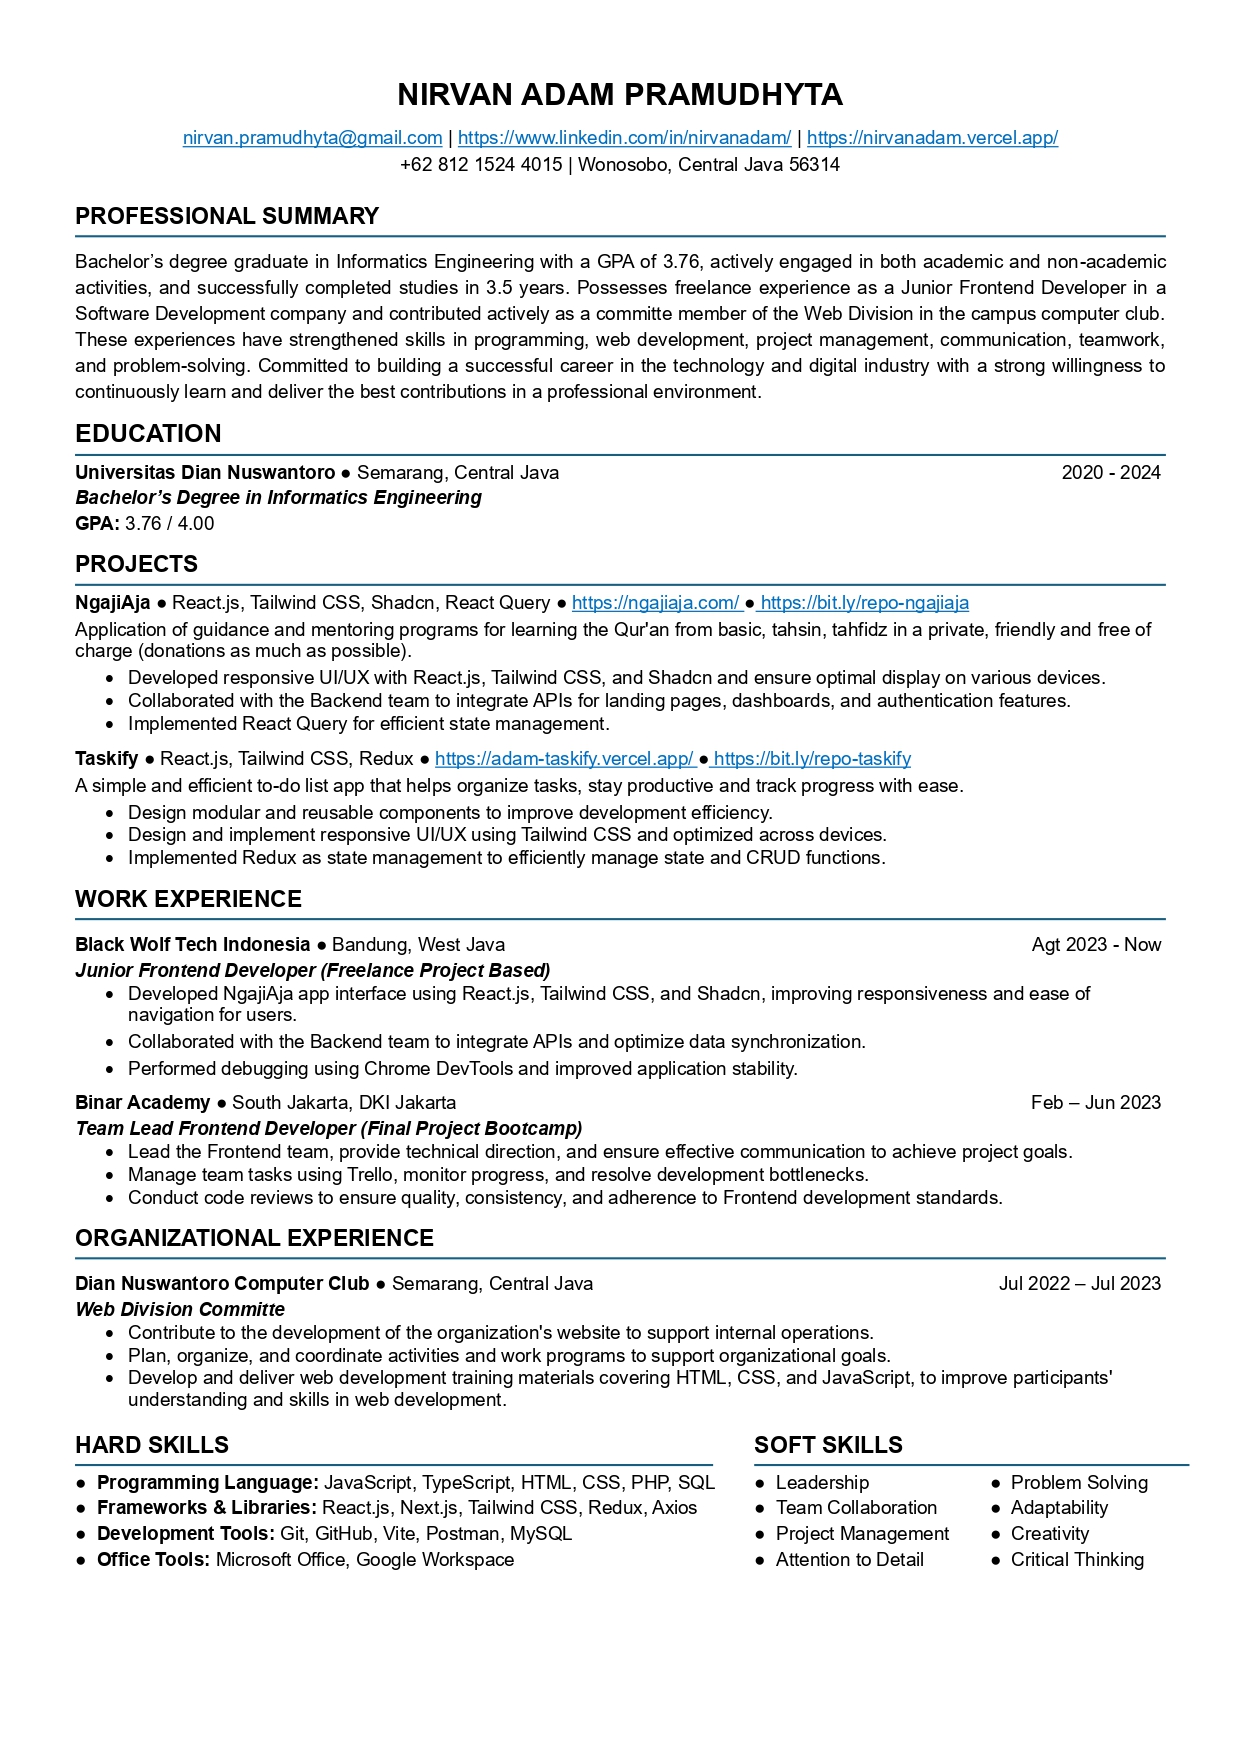 NIRVAN ADAM PRAMUDHYTA
nirvan.pramudhyta@gmail.com | https://www.linkedin.com/in/nirvanadam/ | https://nirvanadam.vercel.app/
+62 812 1524 4015 | Wonosobo, Central Java 56314
PROFESSIONAL SUMMARY
Bachelor’s degree graduate in Informatics Engineering with a GPA of 3.76, actively engaged in both academic and non-academic
activities, and successfully completed studies in 3.5 years. Possesses freelance experience as a Junior Frontend Developer in a
Software Development company and contributed actively as a committe member of the Web Division in the campus computer club.
These experiences have strengthened skills in programming, web development, project management, communication, teamwork,
and problem-solving. Committed to building a successful career in the technology and digital industry with a strong willingness to
continuously learn and deliver the best contributions in a professional environment.
EDUCATION
Universitas Dian Nuswantoro ● Semarang, Central Java 2020 - 2024
Bachelor’s Degree in Informatics Engineering
GPA: 3.76 / 4.00
PROJECTS
NgajiAja ● React.js, Tailwind CSS, Shadcn, React Query ● https://ngajiaja.com/ ● https://bit.ly/repo-ngajiaja
Application of guidance and mentoring programs for learning the Qur'an from basic, tahsin, tahfidz in a private, friendly and free of
charge (donations as much as possible).
• Developed responsive UI/UX with React.js, Tailwind CSS, and Shadcn and ensure optimal display on various devices.
• Collaborated with the Backend team to integrate APIs for landing pages, dashboards, and authentication features.
• Implemented React Query for efficient state management.
Taskify ● React.js, Tailwind CSS, Redux ● https://adam-taskify.vercel.app/ ● https://bit.ly/repo-taskify
A simple and efficient to-do list app that helps organize tasks, stay productive and track progress with ease.
• Design modular and reusable components to improve development efficiency.
• Design and implement responsive UI/UX using Tailwind CSS and optimized across devices.
• Implemented Redux as state management to efficiently manage state and CRUD functions.
WORK EXPERIENCE
Black Wolf Tech Indonesia ● Bandung, West Java Agt 2023 - Now
Junior Frontend Developer (Freelance Project Based)
• Developed NgajiAja app interface using React.js, Tailwind CSS, and Shadcn, improving responsiveness and ease of
navigation for users.
• Collaborated with the Backend team to integrate APIs and optimize data synchronization.
• Performed debugging using Chrome DevTools and improved application stability.
Binar Academy ● South Jakarta, DKI Jakarta Feb – Jun 2023
Team Lead Frontend Developer (Final Project Bootcamp)
• Lead the Frontend team, provide technical direction, and ensure effective communication to achieve project goals.
• Manage team tasks using Trello, monitor progress, and resolve development bottlenecks.
• Conduct code reviews to ensure quality, consistency, and adherence to Frontend development standards.
ORGANIZATIONAL EXPERIENCE
Dian Nuswantoro Computer Club ● Semarang, Central Java Jul 2022 – Jul 2023
Web Division Committe
• Contribute to the development of the organization's website to support internal operations.
• Plan, organize, and coordinate activities and work programs to support organizational goals.
• Develop and deliver web development training materials covering HTML, CSS, and JavaScript, to improve participants'
understanding and skills in web development.
HARD SKILLS
● Programming Language: JavaScript, TypeScript, HTML, CSS, PHP, SQL
● Frameworks & Libraries: React.js, Next.js, Tailwind CSS, Redux, Axios
● Development Tools: Git, GitHub, Vite, Postman, MySQL
● Office Tools: Microsoft Office, Google Workspace
SOFT SKILLS
● Leadership
● Team Collaboration
● Project Management
● Attention to Detail
● Problem Solving
● Adaptability
● Creativity
● Critical Thinking